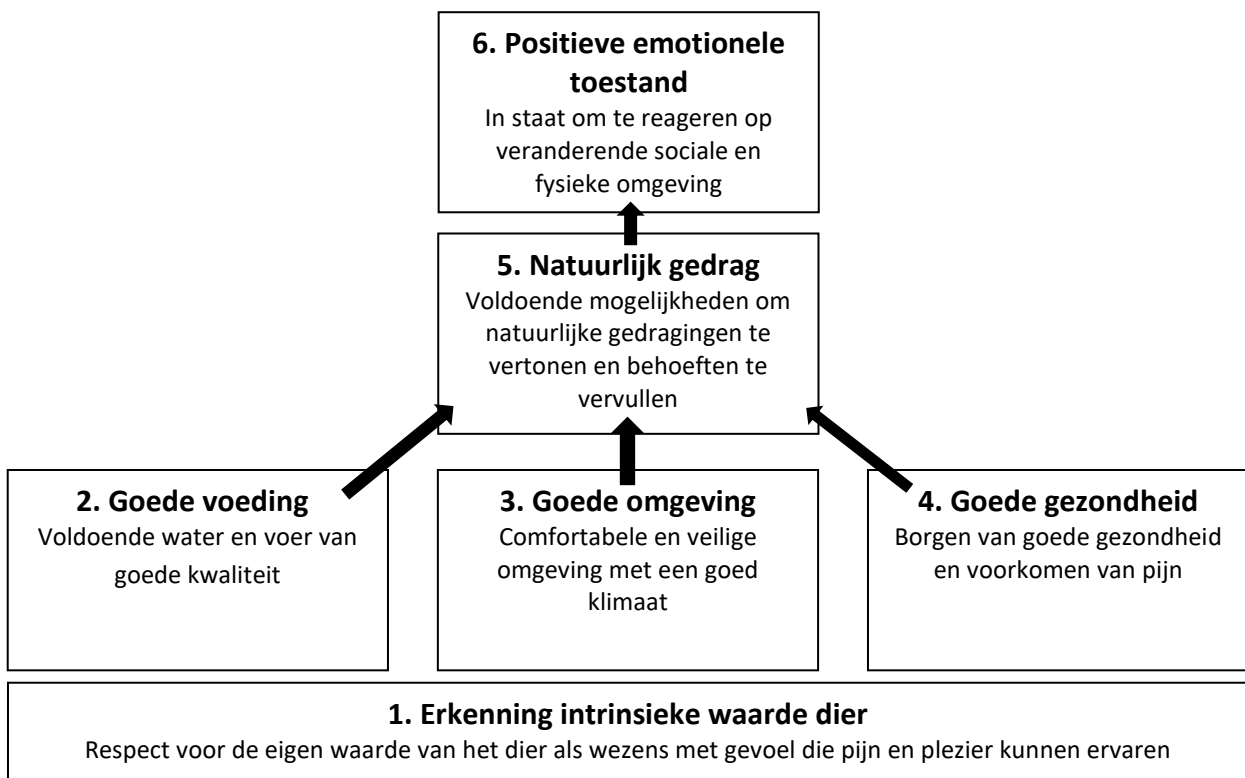 6. Positieve emotionele
toestand
In staat om te reageren op
veranderende sociale en
fysieke omgeving
5. Natuurlijk gedrag
Voldoende mogelijkheden om
natuurlijke gedragingen te
vertonen en behoeften te
vervullen
2. Goede voeding
Voldoende water en voer van
goede kwaliteit
3. Goede omgeving
Comfortabele en veilige
omgeving met een goed
klimaat
4. Goede gezondheid
Borgen van goede gezondheid
en voorkomen van pijn
1. Erkenning intrinsieke waarde dier
Respect voor de eigen waarde van het dier als wezens met gevoel die pijn en plezier kunnen ervaren